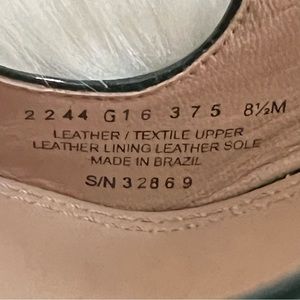 2244 G16 375 8½M
LEATHER / TEXTILE UPPER
LEATHER LINING LEATHER SOLE
MADE IN BRAZIL
S/N 32869